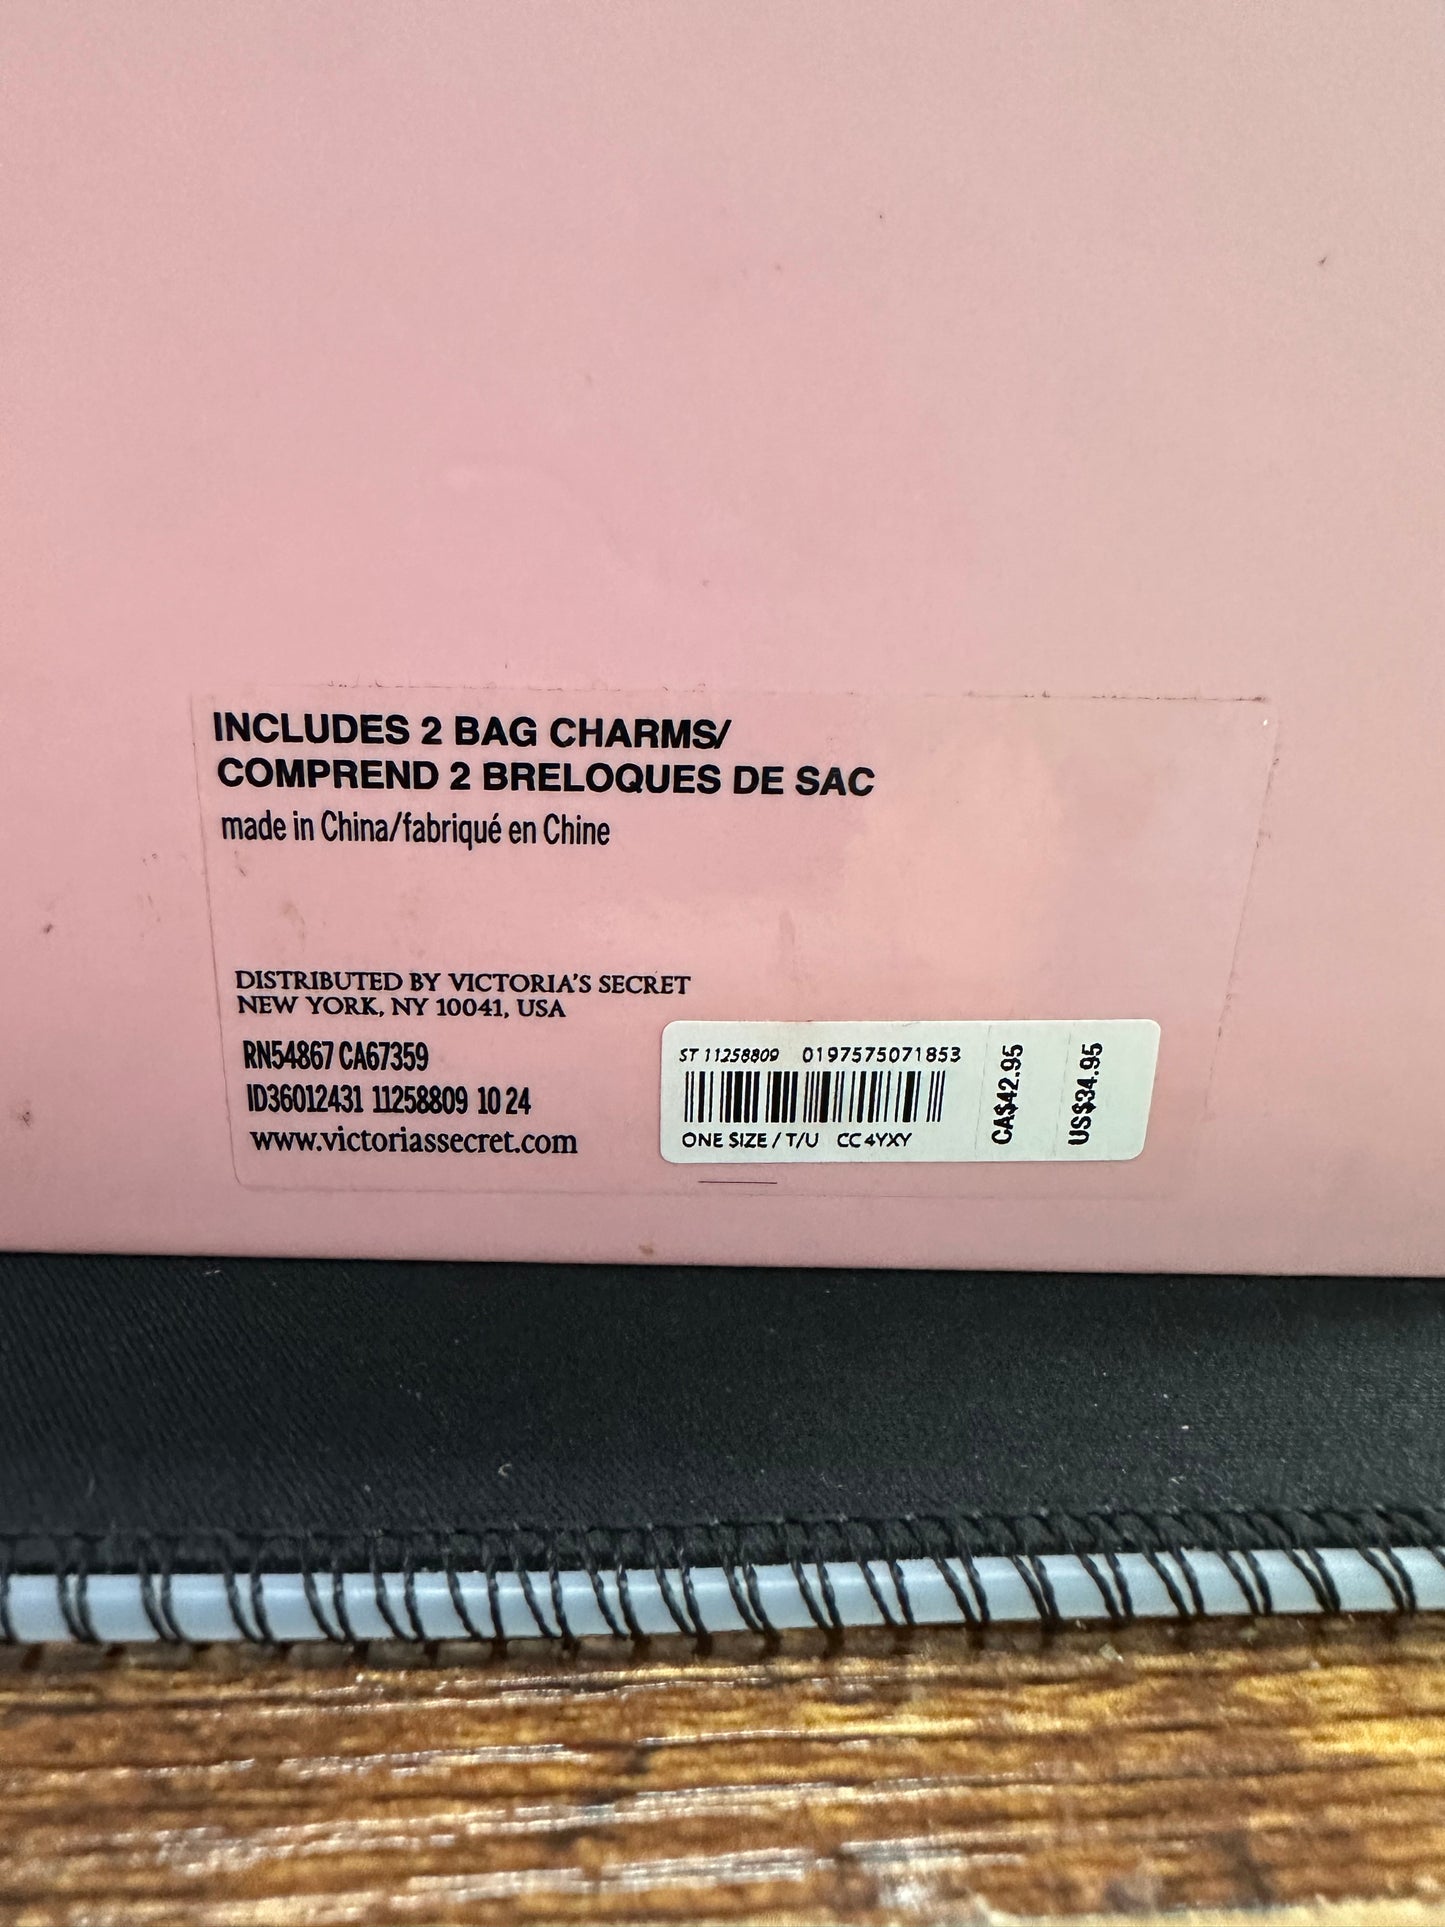 INCLUDES 2 BAG CHARMS/
COMPREND 2 BRELOQUES DE SAC
made in China/fabriqué en Chine
DISTRIBUTED BY VICTORIA'S SECRET
NEW YORK, NY 10041, USA
RN54867 CA67359
ID36012431 11258809 10 24
www.victoriassecret.com
ST 11258809 0197575071853
ONE SIZE / T/U CC 4YXY
CA$42.95
US$34.95